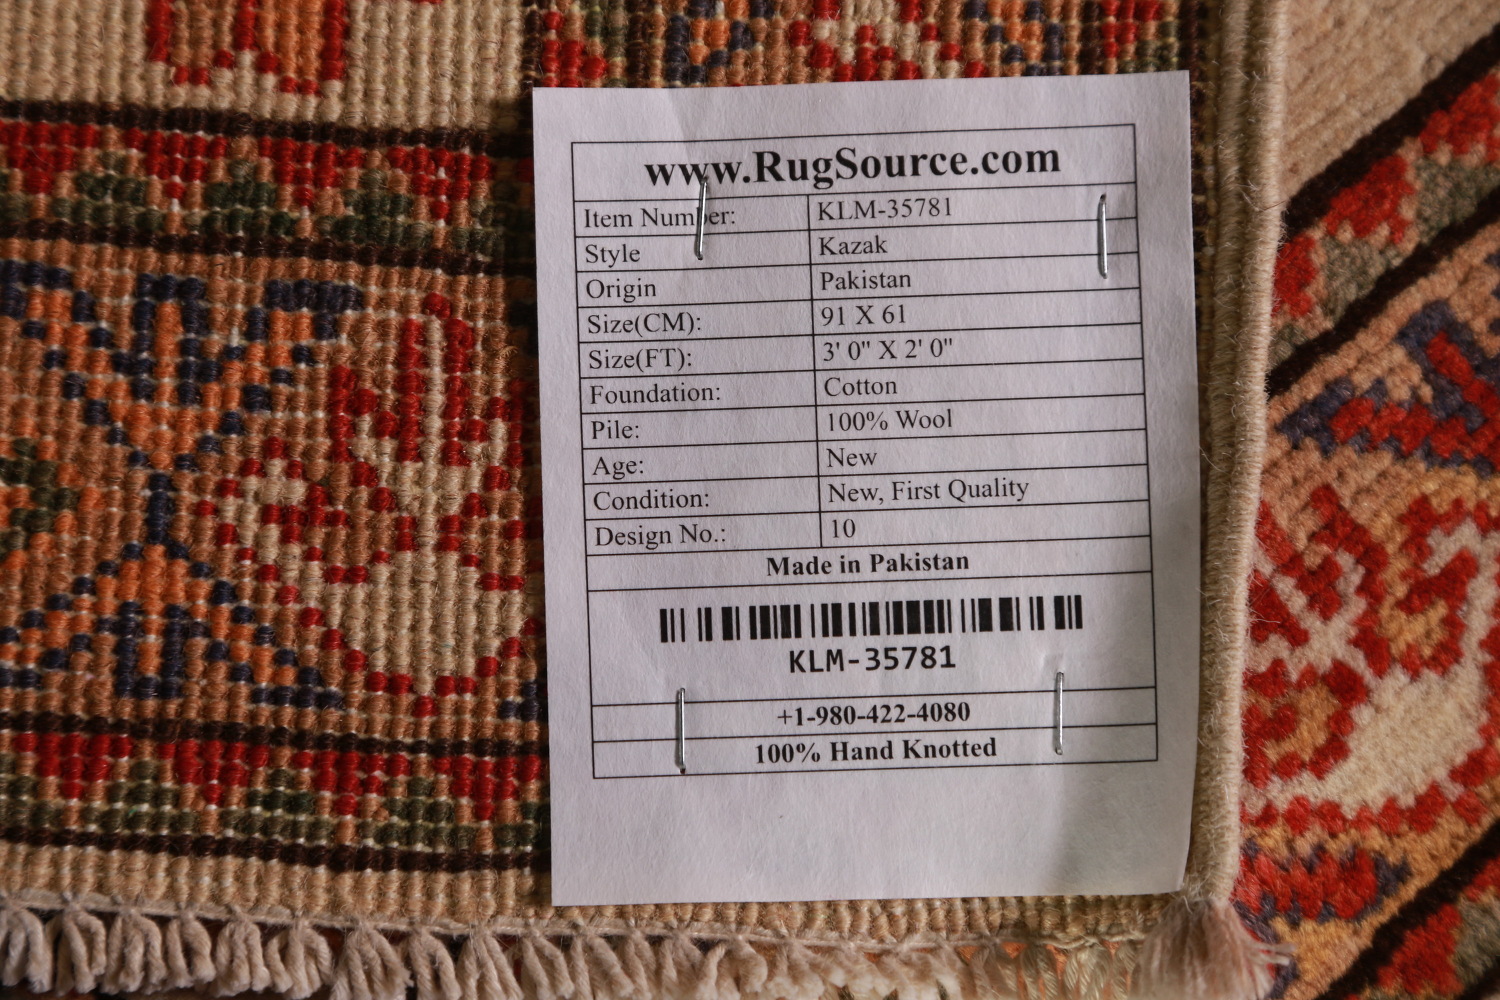 www.RugSource.com
Item Number: KLM-35781
Style Kazak
Origin Pakistan
Size(CM): 91 X 61
Size(FT): 3' 0" X 2' 0"
Foundation: Cotton
Pile: 100% Wool
Age: New
Condition: New, First Quality
Design No.: 10
Made in Pakistan
KLM-35781
+1-980-422-4080
100% Hand Knotted